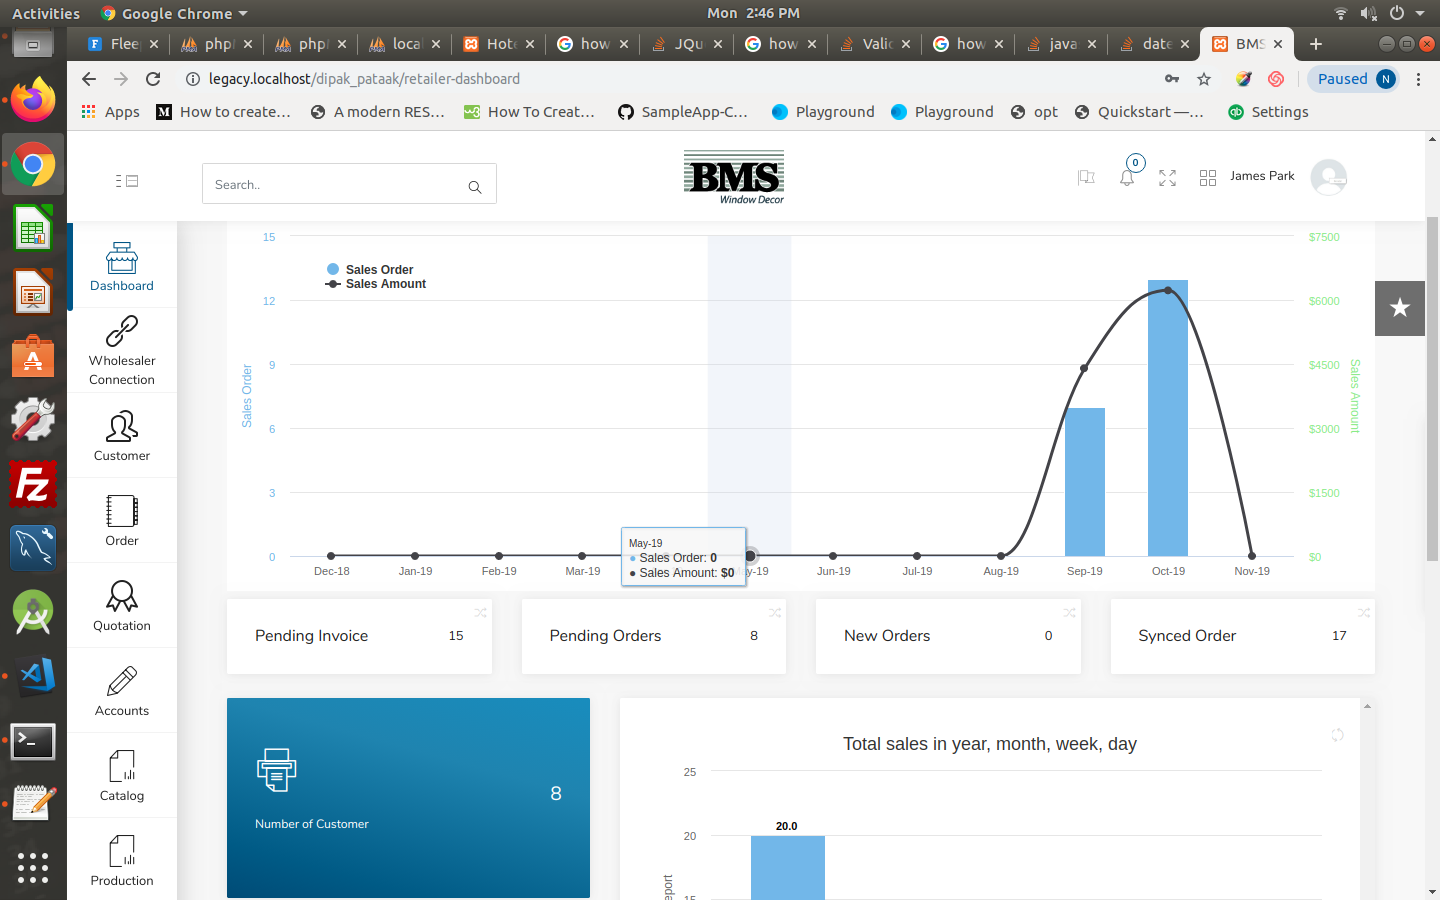 Activities
Google Chrome
Mon 2:46 PM
Flee
php
php
loca
Hote
how
JQu
how
Valic
how
java
date
BMS
legacy.localhost/dipak_pataak/retailer-dashboard
Paused
N
Apps
How to create…
A modern RES…
How To Creat…
SampleApp-C…
Playground
Playground
opt
Quickstart —…
Settings
Search..
BMS
Window Decor
0
James Park
Dashboard
Wholesaler
Connection
Customer
Order
Quotation
Accounts
Catalog
Production
15
12
9
6
3
0
Sales Order
Sales Order
Sales Amount
$7500
$6000
$4500
$3000
$1500
$0
Sales Amount
May-19
Sales Order: 0
Sales Amount: $0
Dec-18
Jan-19
Feb-19
Mar-19
Jun-19
Jul-19
Aug-19
Sep-19
Oct-19
Nov-19
Pending Invoice 15
Pending Orders 8
New Orders 0
Synced Order 17
8
Number of Customer
Total sales in year, month, week, day
25
20
15
20.0